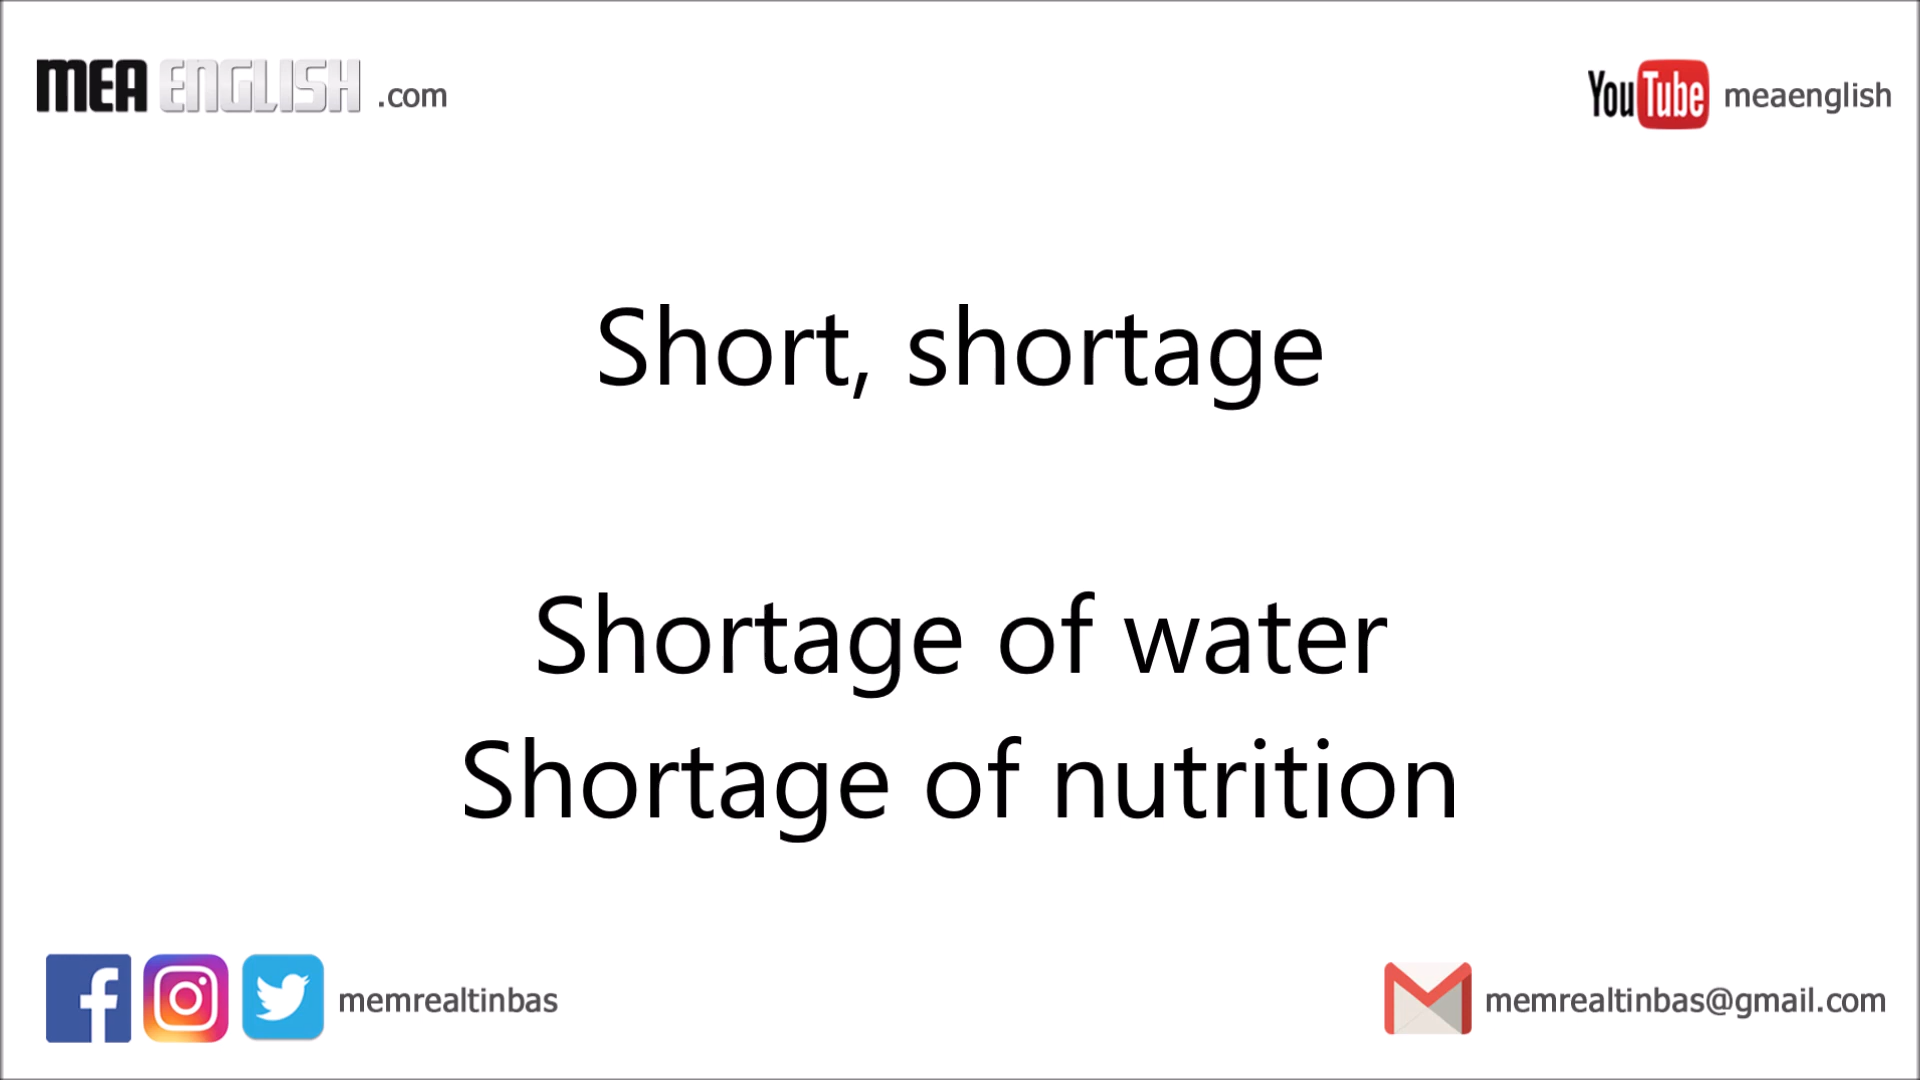 MEA ENGLISH .com
YouTube meaenglish
Short, shortage
Shortage of water
Shortage of nutrition
memrealtinbas
memrealtinbas@gmail.com